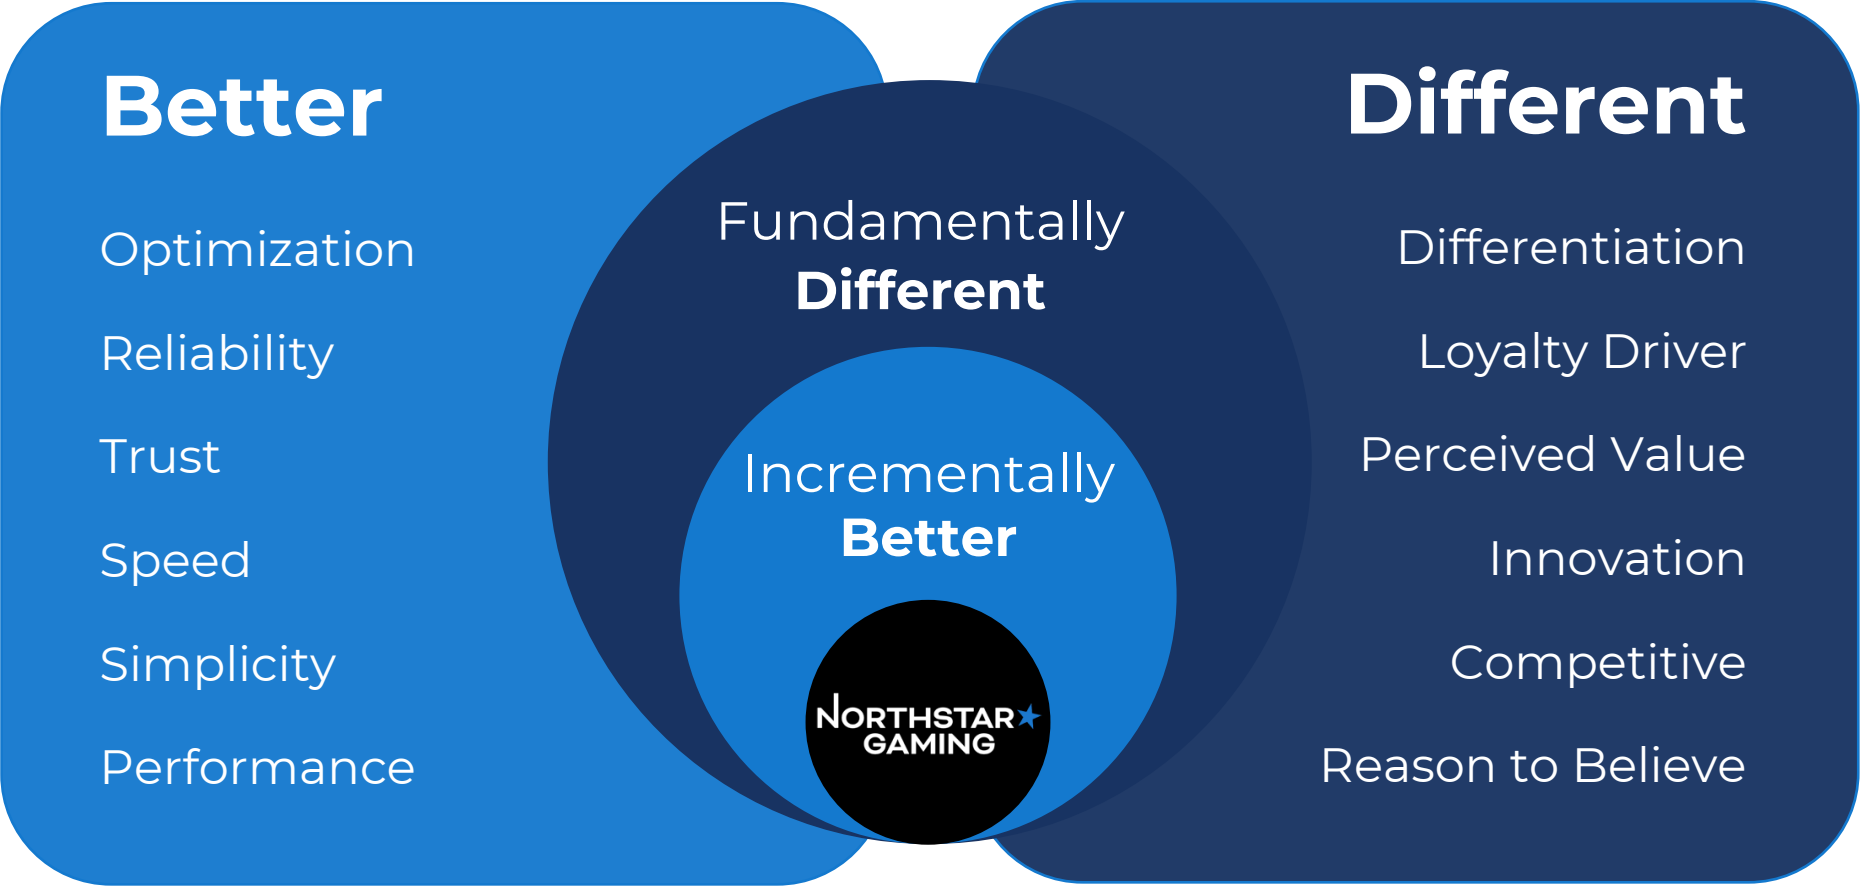 Better
Optimization
Reliability
Trust
Speed
Simplicity
Performance
Fundamentally
Different
Incrementally
Better
NORTHSTAR
GAMING
Different
Differentiation
Loyalty Driver
Perceived Value
Innovation
Competitive
Reason to Believe